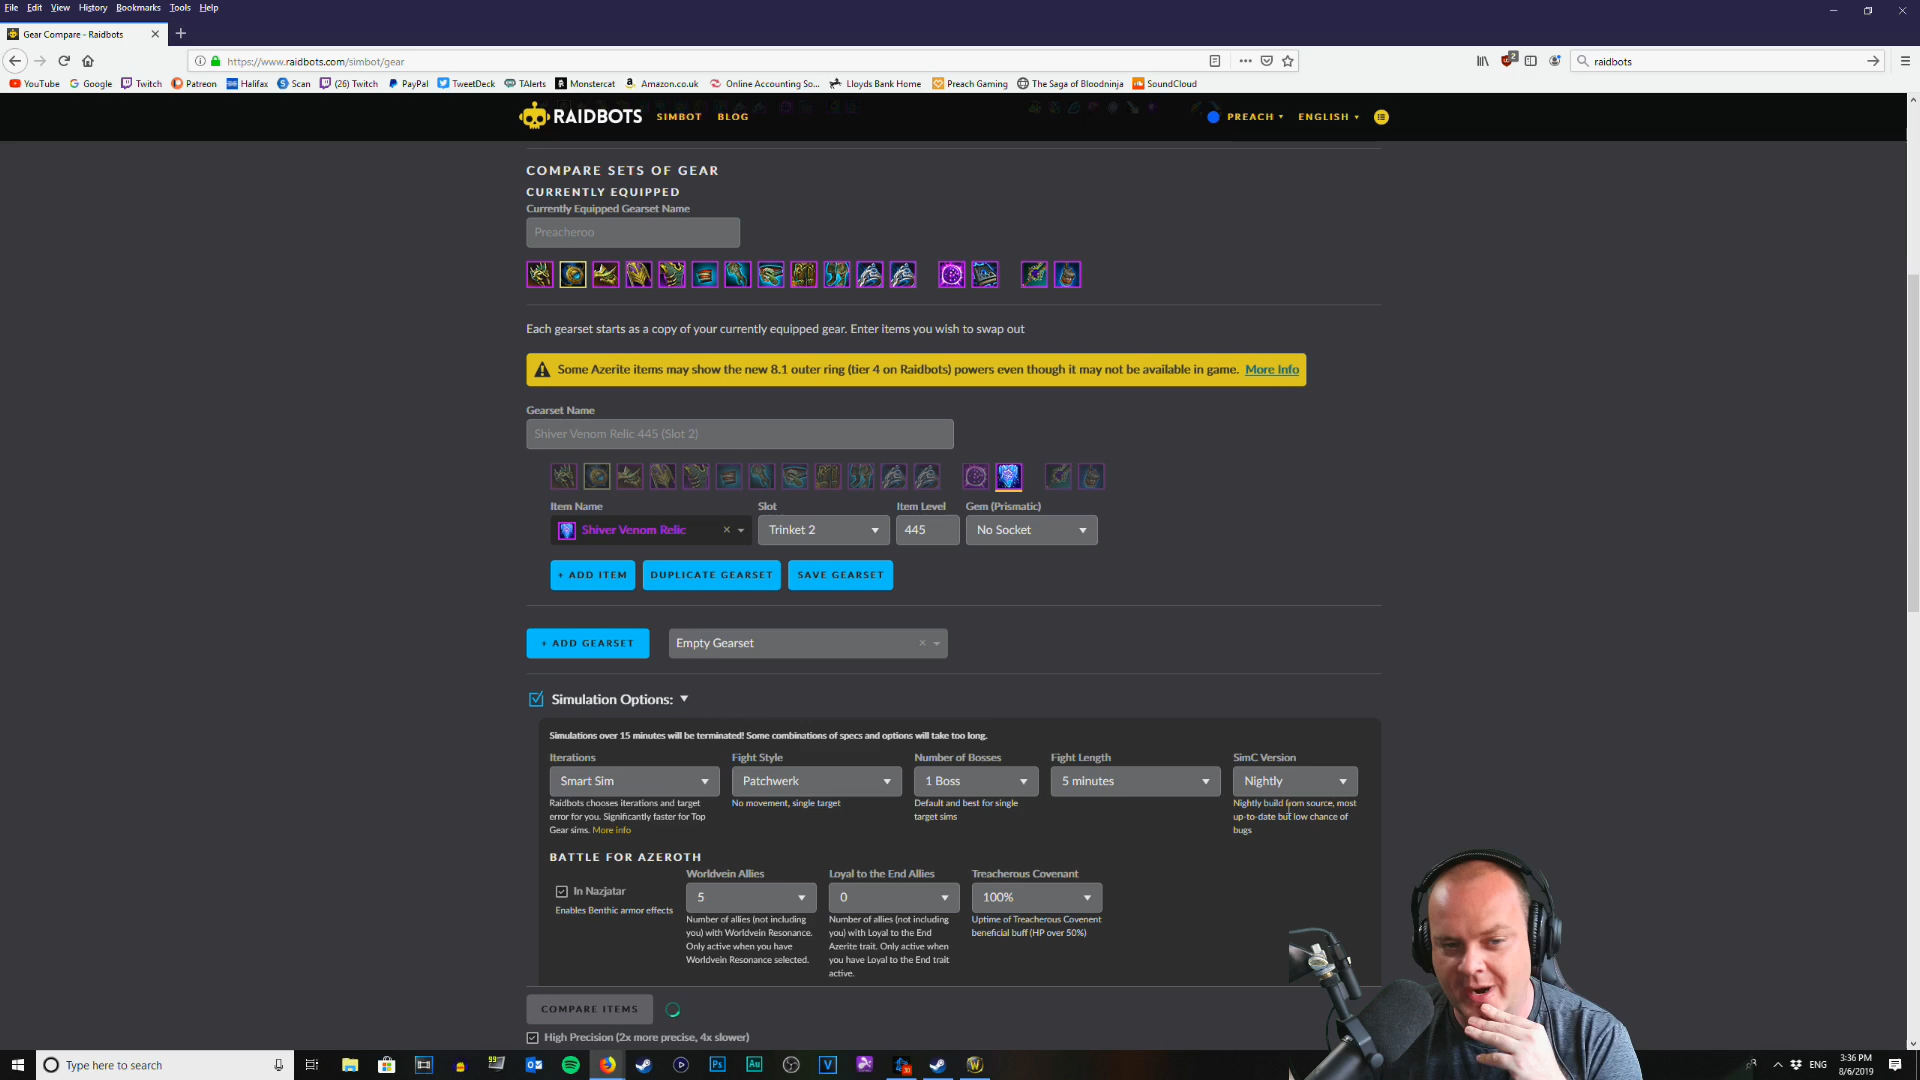 File Edit View History Bookmarks Tools Help
Gear Compare - Raidbots
https://www.raidbots.com/simbot/gear
raidbots
YouTube Google Twitch Patreon Halifax Scan (26) Twitch PayPal TweetDeck TAlerts Monstercat Amazon.co.uk Online Accounting So... Lloyds Bank Home Preach Gaming The Saga of Bloodninja SoundCloud
RAIDBOTS SIMBOT BLOG PREACH ENGLISH
COMPARE SETS OF GEAR
CURRENTLY EQUIPPED
Currently Equipped Gearset Name
Preacheroo
Each gearset starts as a copy of your currently equipped gear. Enter items you wish to swap out
Some Azerite items may show the new 8.1 outer ring (tier 4 on Raidbots) powers even though it may not be available in game. More Info
Gearset Name
Shiver Venom Relic 445 (Slot 2)
Item Name Slot Item Level Gem (Prismatic)
Shiver Venom Relic Trinket 2 445 No Socket
+ ADD ITEM DUPLICATE GEARSET SAVE GEARSET
+ ADD GEARSET Empty Gearset
Simulation Options:
Simulations over 15 minutes will be terminated! Some combinations of specs and options will take too long.
Iterations Fight Style Number of Bosses Fight Length SimC Version
Smart Sim Patchwerk 1 Boss 5 minutes Nightly
Raidbots chooses iterations and target
error for you. Significantly faster for Top
Gear sims. More info
No movement, single target
Default and best for single
target sims
Nightly build from source, most
up-to-date but low chance of
bugs
BATTLE FOR AZEROTH
In Nazjatar
Enables Benthic armor effects
Worldvein Allies
5
Number of allies (not including
you) with Worldvein Resonance.
Only active when you have
Worldvein Resonance selected.
Loyal to the End Allies
0
Number of allies (not including
you) with Loyal to the End
Azerite trait. Only active when
you have Loyal to the End trait
active.
Treacherous Covenant
100%
Uptime of Treacherous Covenent
beneficial buff (HP over 50%)
COMPARE ITEMS
High Precision (2x more precise, 4x slower)
Type here to search
ENG
3:36 PM
8/6/2019